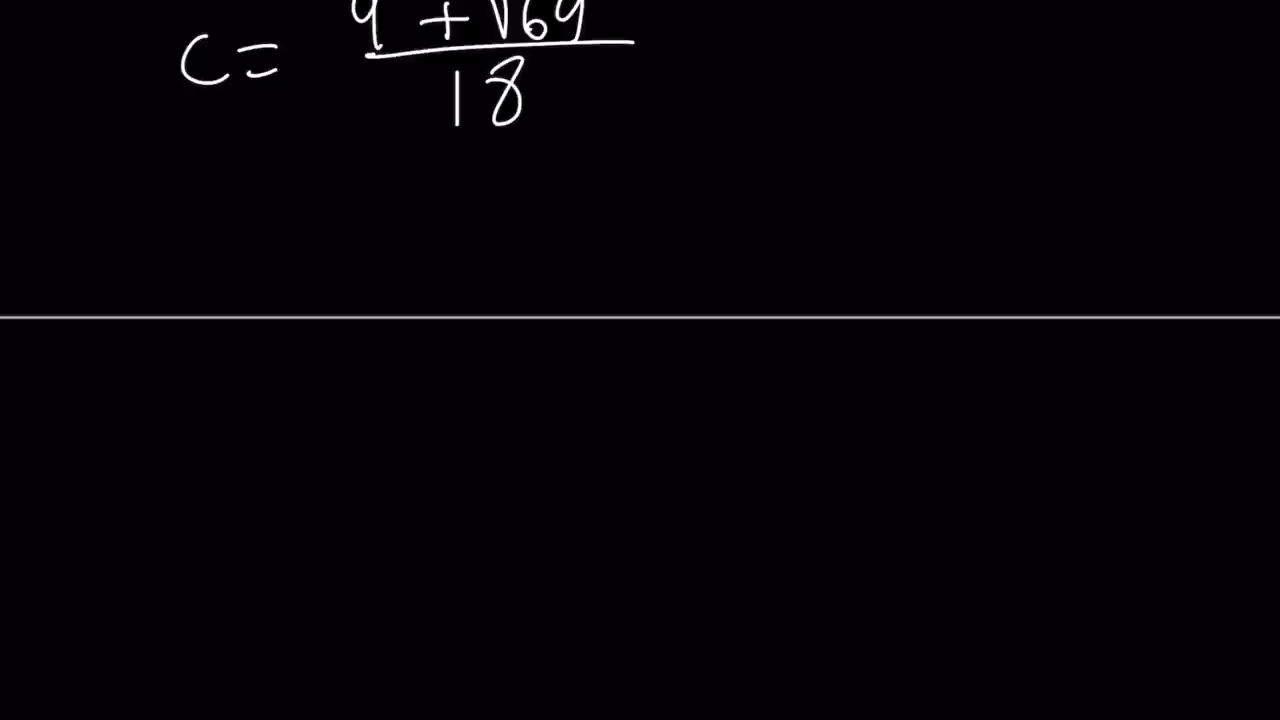 c = 9 + √69
18